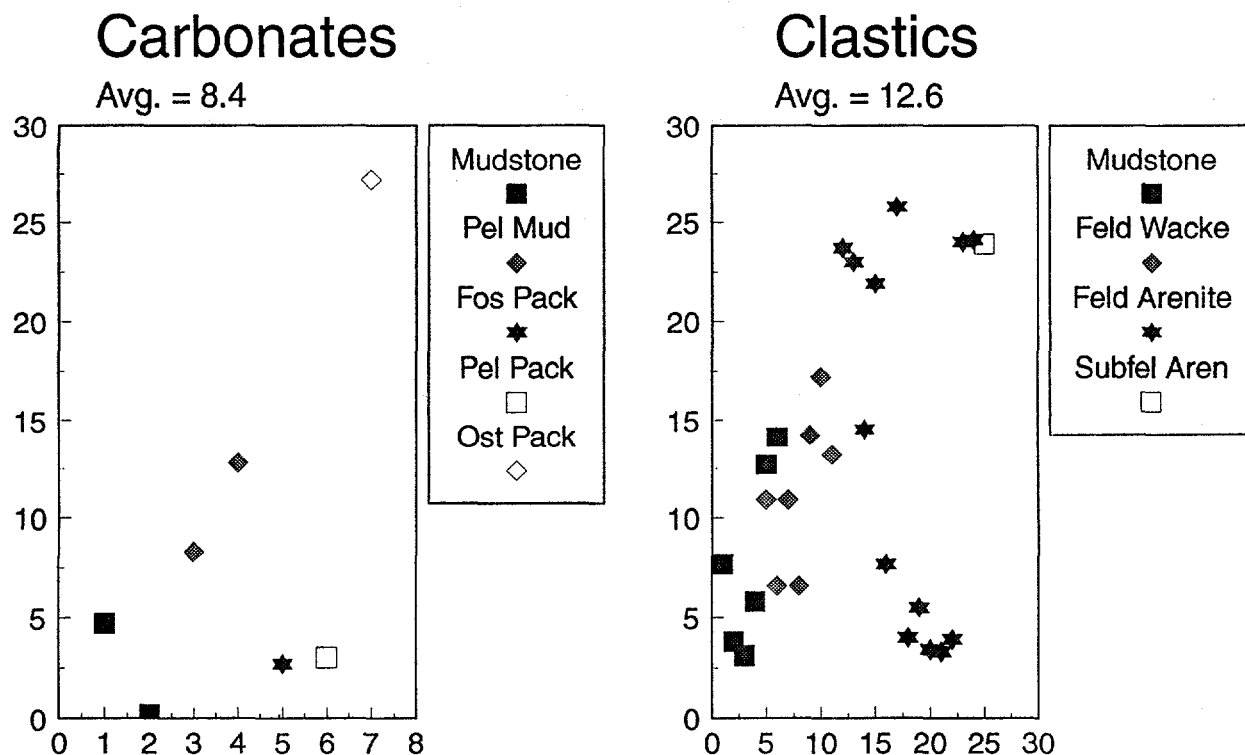 Carbonates
Avg. = 8.4
30
25
20
15
10
5
0
0 1 2 3 4 5 6 7 8
Mudstone
Pel Mud
Fos Pack
Pel Pack
Ost Pack
Clastics
Avg. = 12.6
30
25
20
15
10
5
0
0 5 10 15 20 25 30
Mudstone
Feld Wacke
Feld Arenite
Subfel Aren